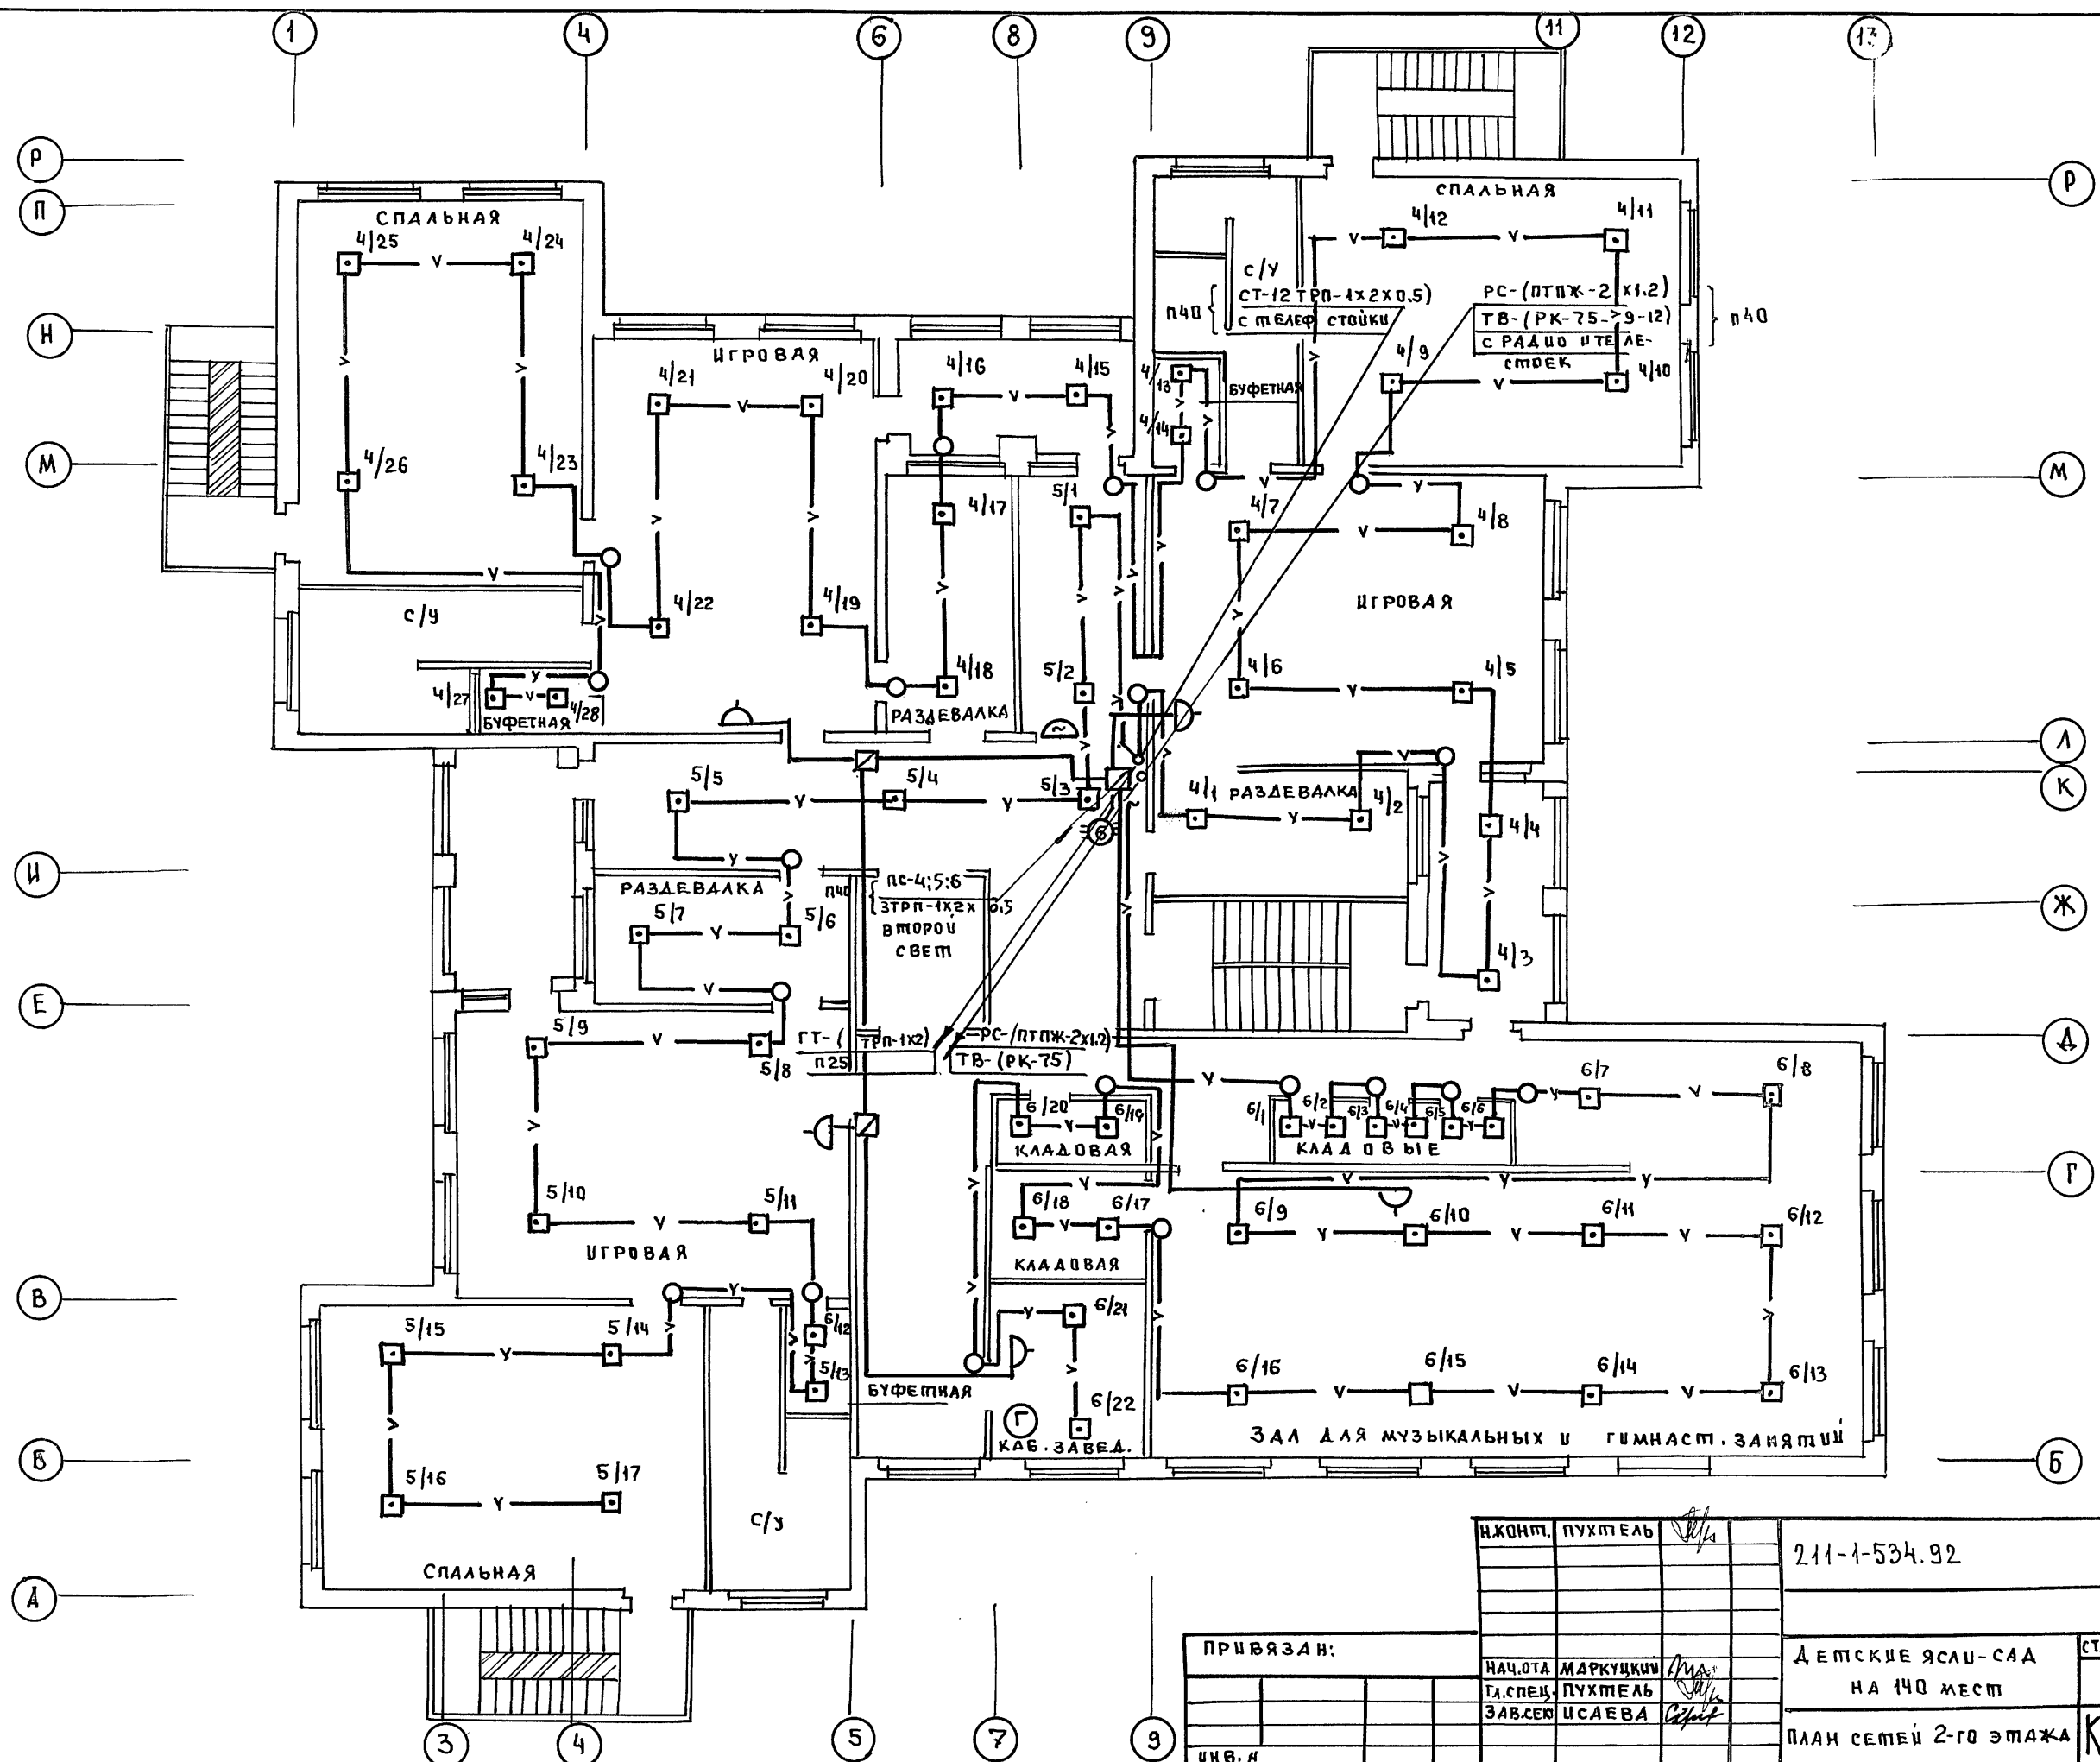 1 4 6 8 9 11 12 13
Р
П
Н
М
И
Е
В
Б
А
Р
М
Л
К
Ж
Д
Г
Б
3 4 5 7 9
СПАЛЬНАЯ
4/25 4/24
4/26 4/23
С/У
4/27 4/28
БУФЕТНАЯ
ИГРОВАЯ
4/21 4/20
4/22 4/19
4/16 4/15
4/17
4/18
РАЗДЕВАЛКА
5/1
5/2
5/3
5/4
5/5
4/13
4/14
БУФЕТНАЯ
С/У
П40
СТ-12 ТРП-1х2х0.5)
С ТЕЛЕФ СТОЙКИ
СПАЛЬНАЯ
4/12 4/11
РС-(ПТПЖ-2х1.2)
ТВ-(РК-75-9-12)
С РАДИО И ТЕЛЕ-
СТОЕК
П40
4/9 4/10
4/7 4/8
ИГРОВАЯ
4/6 4/5
4/1 РАЗДЕВАЛКА 4/2
4/4
4/3
6
РАЗДЕВАЛКА
5/7 5/6
П40
ПС-4;5;6
3ТРП-1х2х0,5
ВТОРОЙ
СВЕТ
5/9
5/8
ГТ-(ТРП-1х2)
П25
РС-(ПТПЖ-2х1.2)
ТВ-(РК-75)
5/10 5/11
ИГРОВАЯ
6/20 6/19
КЛАДОВАЯ
6/18 6/17
КЛАДОВАЯ
6/1 6/2 6/3 6/4 6/5 6/6 6/7 6/8
КЛАДОВЫЕ
6/9 6/10 6/11 6/12
6/16 6/15 6/14 6/13
ЗАЛ ДЛЯ МУЗЫКАЛЬНЫХ И ГИМНАСТ. ЗАНЯТИЙ
5/15 5/14
6/12
5/13
БУФЕТНАЯ
6/21
6/22
Г
КАБ. ЗАВЕД.
5/16 5/17
С/У
СПАЛЬНАЯ
ПРИВЯЗАН:
ИНВ. N
Н.КОНТ. ПУХТЕЛЬ
НАЧ.ОТД МАРКУЦКИЙ
ГЛ.СПЕЦ. ПУХТЕЛЬ
ЗАВ.СЕК ИСАЕВА
211-1-534.92
ДЕТСКИЕ ЯСЛИ-САД
НА 140 МЕСТ
СТ
ПЛАН СЕТЕЙ 2-ГО ЭТАЖА